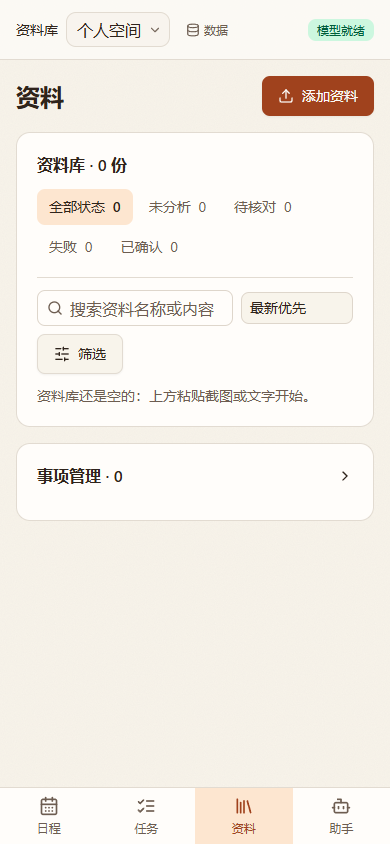 资料库 个人空间 数据 模型就绪
资料 添加资料
资料库 · 0 份
全部状态 0 未分析 0 待核对 0
失败 0 已确认 0
搜索资料名称或内容 最新优先
筛选
资料库还是空的：上方粘贴截图或文字开始。
事项管理 · 0
日程 任务 资料 助手